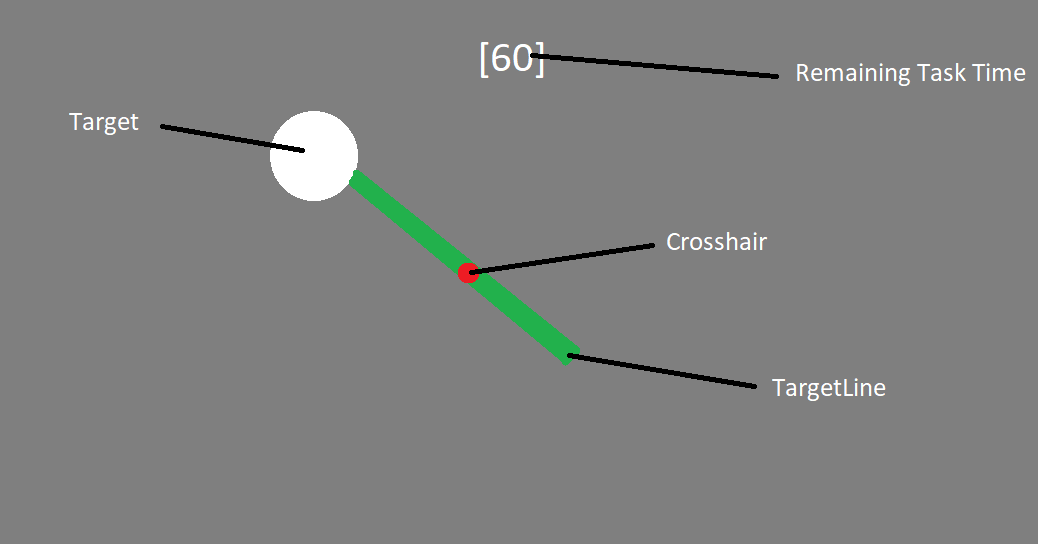 [60]
Remaining Task Time
Target
Crosshair
TargetLine